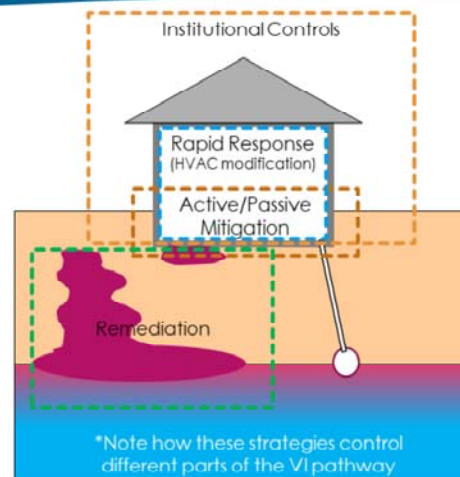 Institutional Controls
Rapid Response
(HVAC modification)
Active/Passive
Mitigation
Remediation
*Note how these strategies control
different parts of the VI pathway